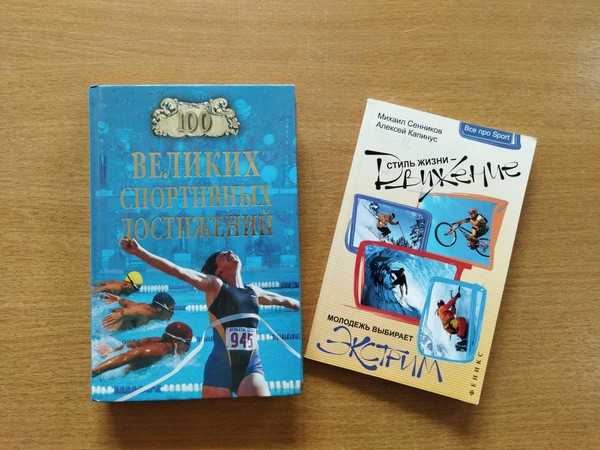 100
ВЕЛИКИХ
СПОРТИВНЫХ
ДОСТИЖЕНИЙ
945
Михаил Сенников
Алексей Капинус
Все про Sport
СТИЛЬ ЖИЗНИ –
Движение
МОЛОДЕЖЬ ВЫБИРАЕТ
ЭКСТРИМ
ФЕНИКС